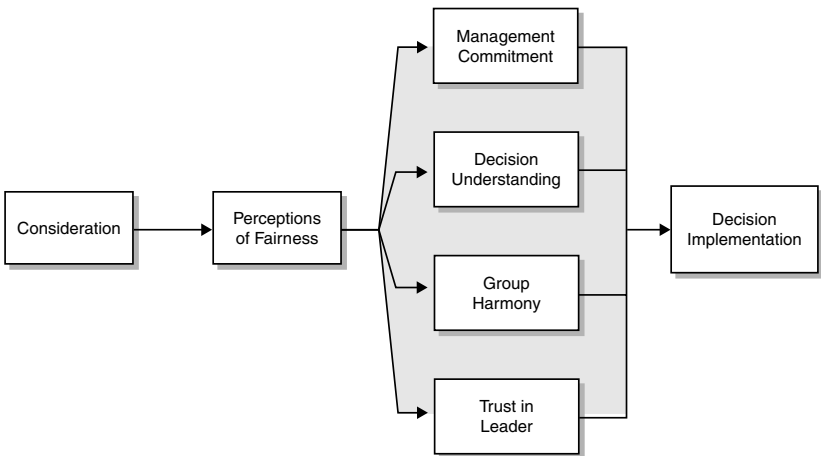 Management
Commitment
Decision
Understanding
Consideration
Perceptions
of Fairness
Decision
Implementation
Group
Harmony
Trust in
Leader